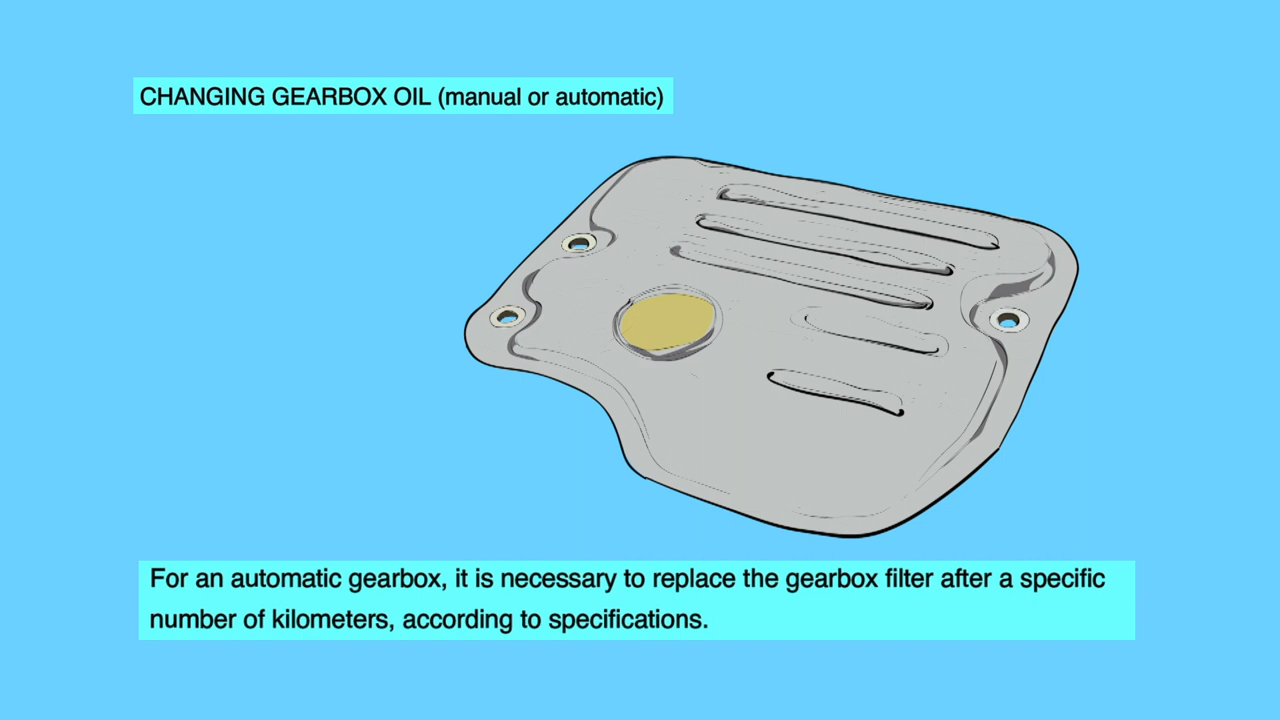 CHANGING GEARBOX OIL (manual or automatic)
For an automatic gearbox, it is necessary to replace the gearbox filter after a specific
number of kilometers, according to specifications.